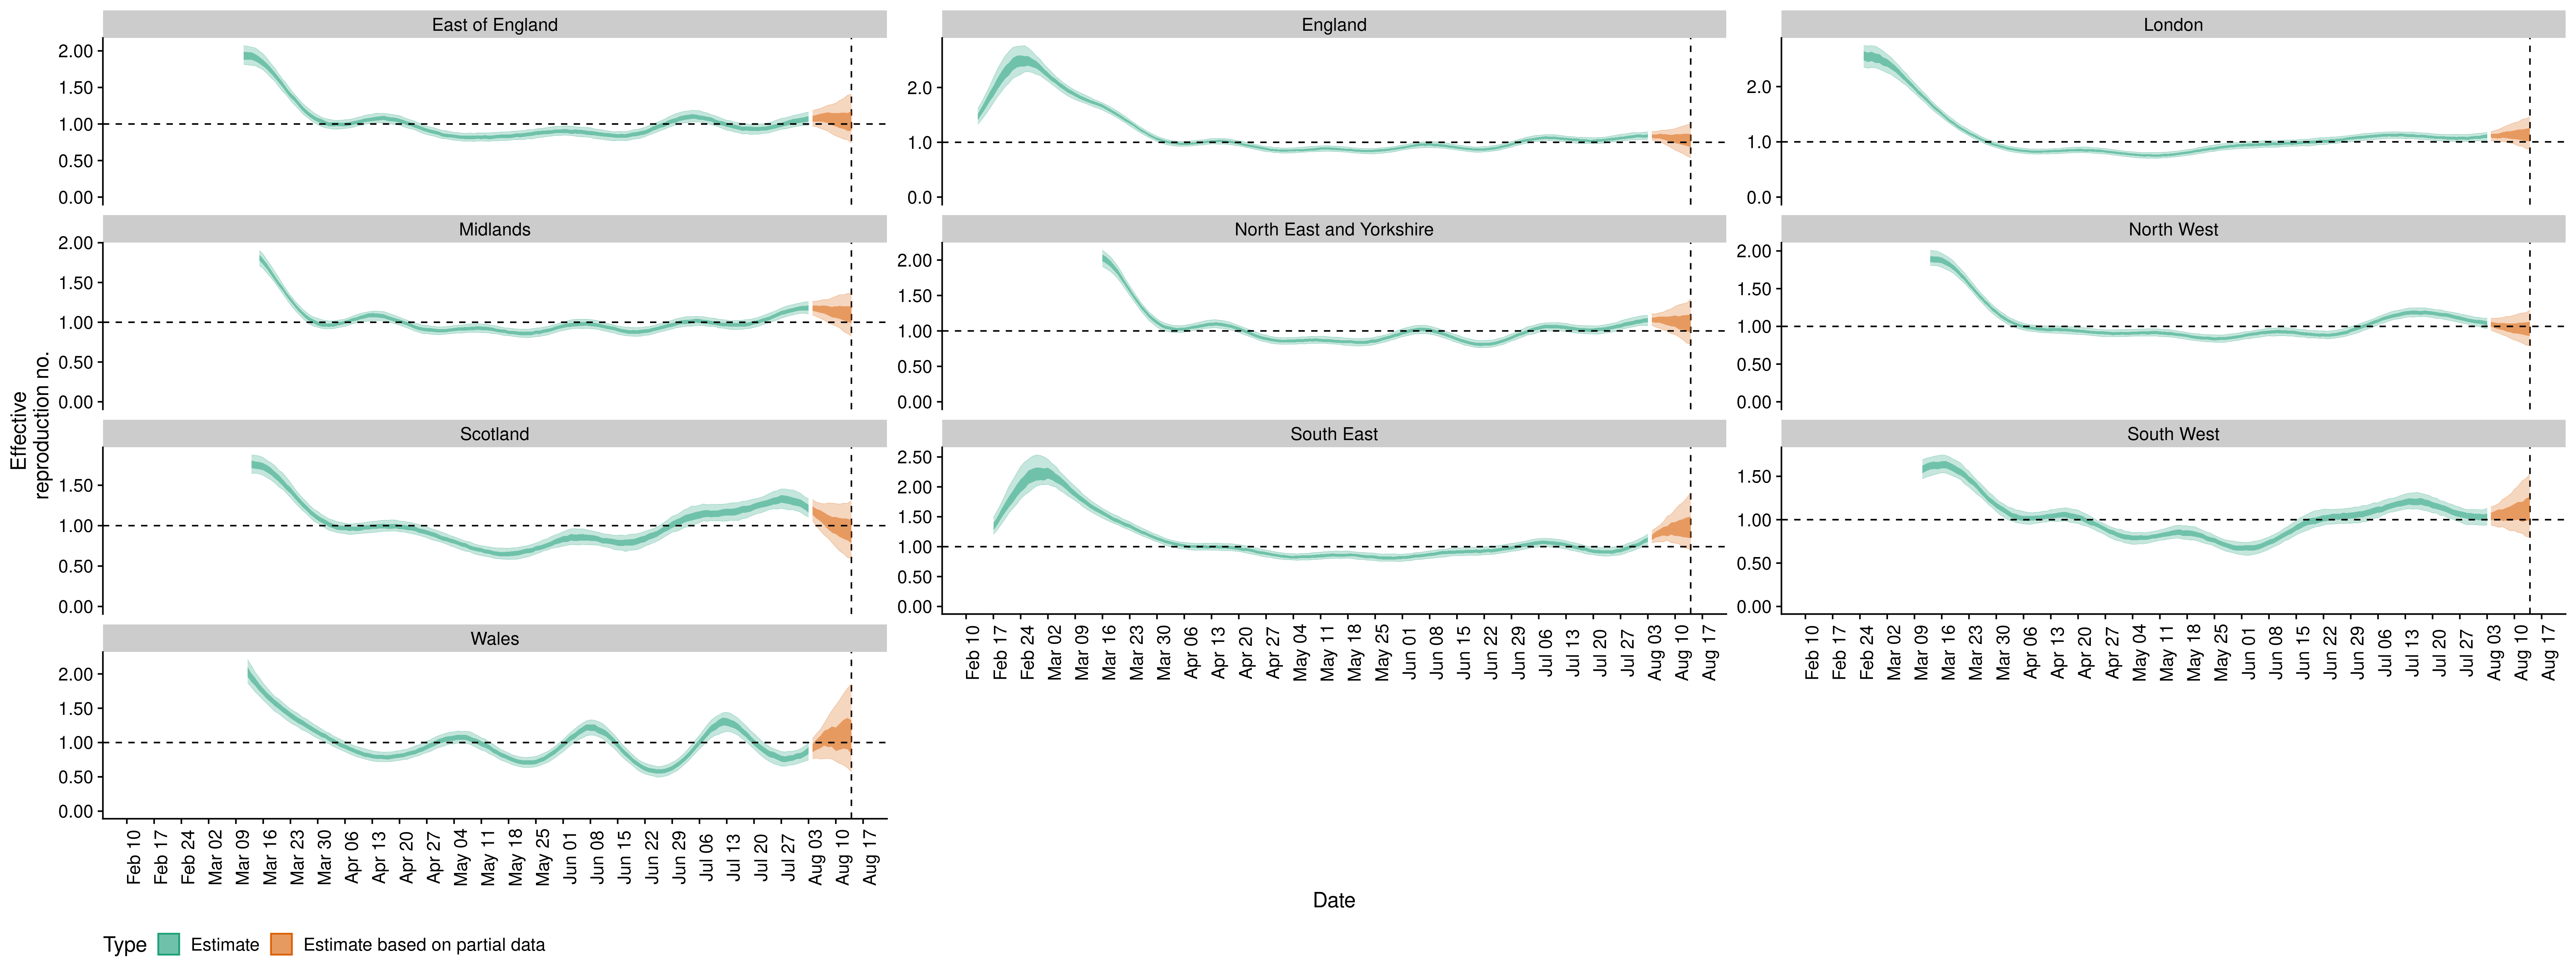 East of England
England
London
2.00
1.50
1.00
0.50
0.00
2.0
1.0
0.0
2.0
1.0
0.0
Midlands
North East and Yorkshire
North West
2.00
1.50
1.00
0.50
0.00
2.00
1.50
1.00
0.50
0.00
2.00
1.50
1.00
0.50
0.00
Effective
reproduction no.
Scotland
South East
South West
1.50
1.00
0.50
0.00
2.50
2.00
1.50
1.00
0.50
0.00
1.50
1.00
0.50
0.00
Feb 10
Feb 17
Feb 24
Mar 02
Mar 09
Mar 16
Mar 23
Mar 30
Apr 06
Apr 13
Apr 20
Apr 27
May 04
May 11
May 18
May 25
Jun 01
Jun 08
Jun 15
Jun 22
Jun 29
Jul 06
Jul 13
Jul 20
Jul 27
Aug 03
Aug 10
Aug 17
Feb 10
Feb 17
Feb 24
Mar 02
Mar 09
Mar 16
Mar 23
Mar 30
Apr 06
Apr 13
Apr 20
Apr 27
May 04
May 11
May 18
May 25
Jun 01
Jun 08
Jun 15
Jun 22
Jun 29
Jul 06
Jul 13
Jul 20
Jul 27
Aug 03
Aug 10
Aug 17
Wales
2.00
1.50
1.00
0.50
0.00
Feb 10
Feb 17
Feb 24
Mar 02
Mar 09
Mar 16
Mar 23
Mar 30
Apr 06
Apr 13
Apr 20
Apr 27
May 04
May 11
May 18
May 25
Jun 01
Jun 08
Jun 15
Jun 22
Jun 29
Jul 06
Jul 13
Jul 20
Jul 27
Aug 03
Aug 10
Aug 17
Date
Type Estimate Estimate based on partial data